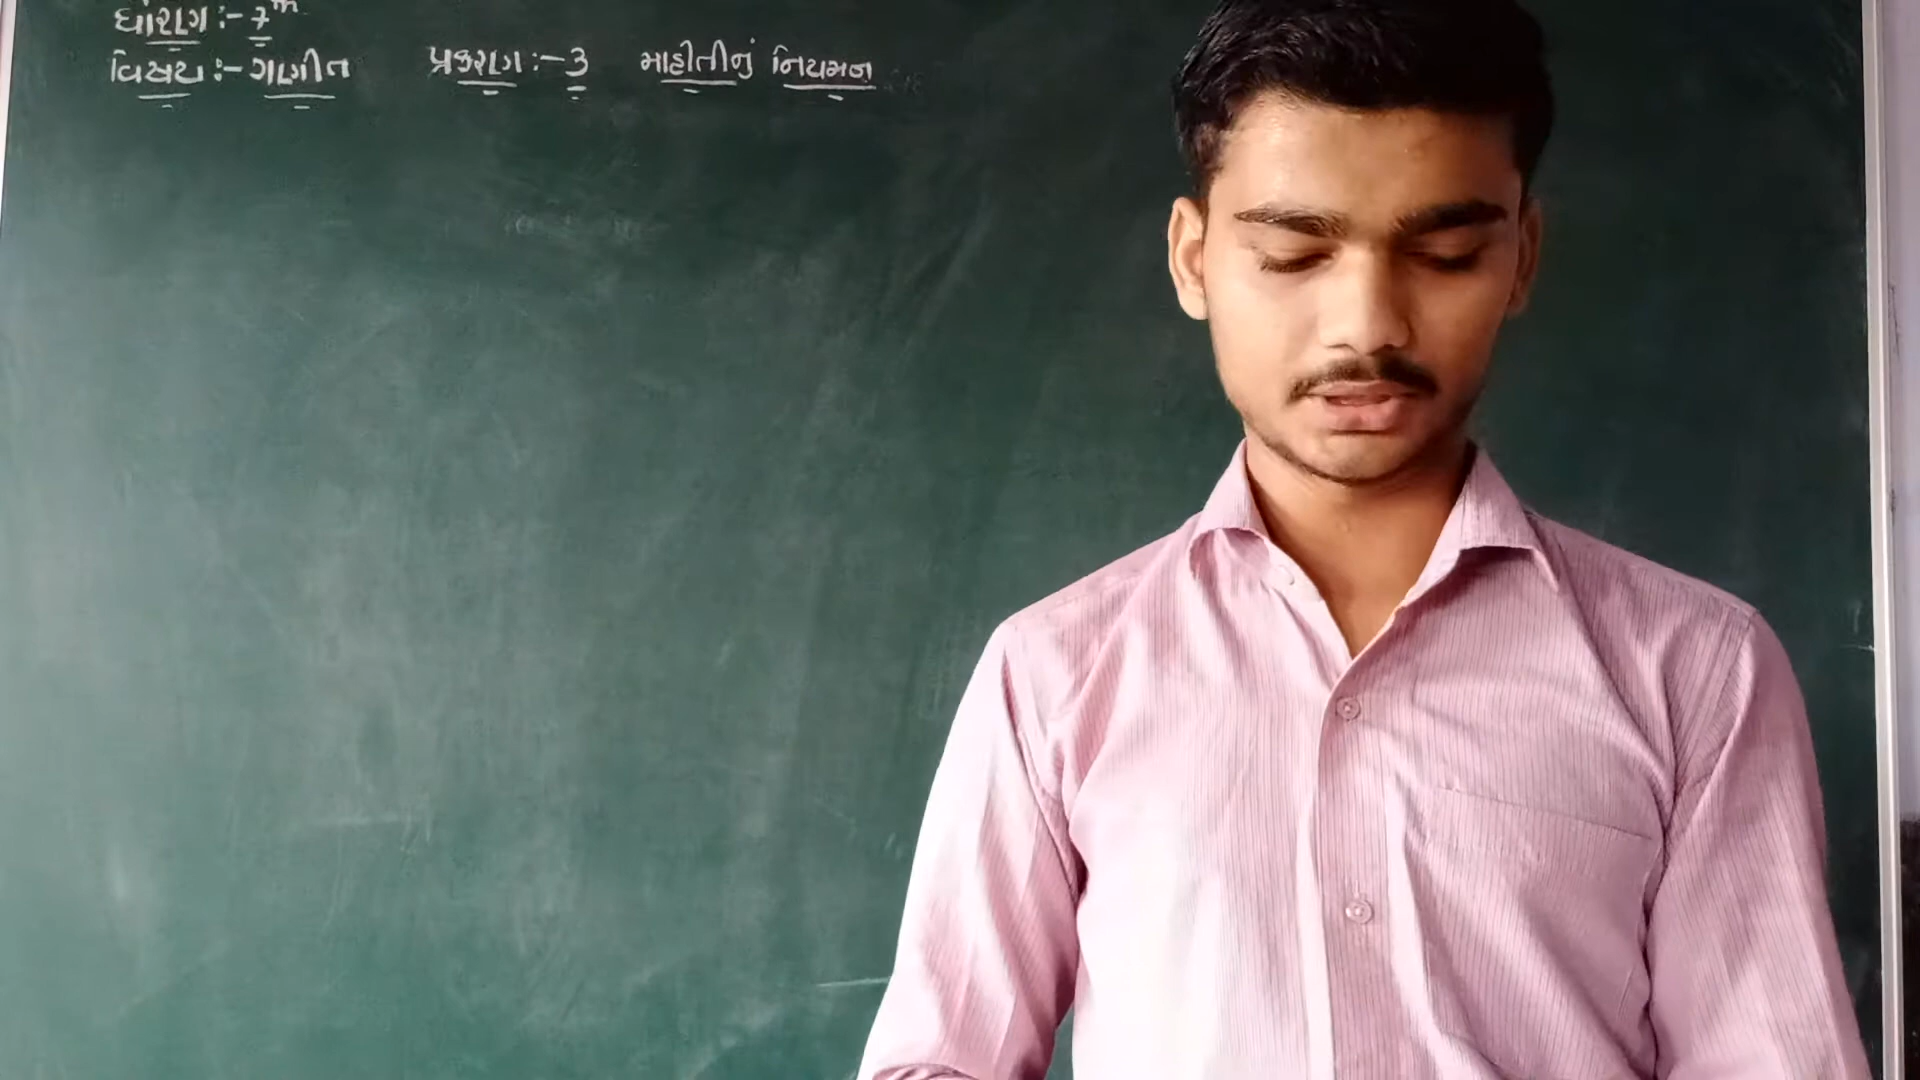 ધોરણ :- 7th
વિષય :- ગણીત પ્રકરણ :- 3 માહીતીનું નિયમન